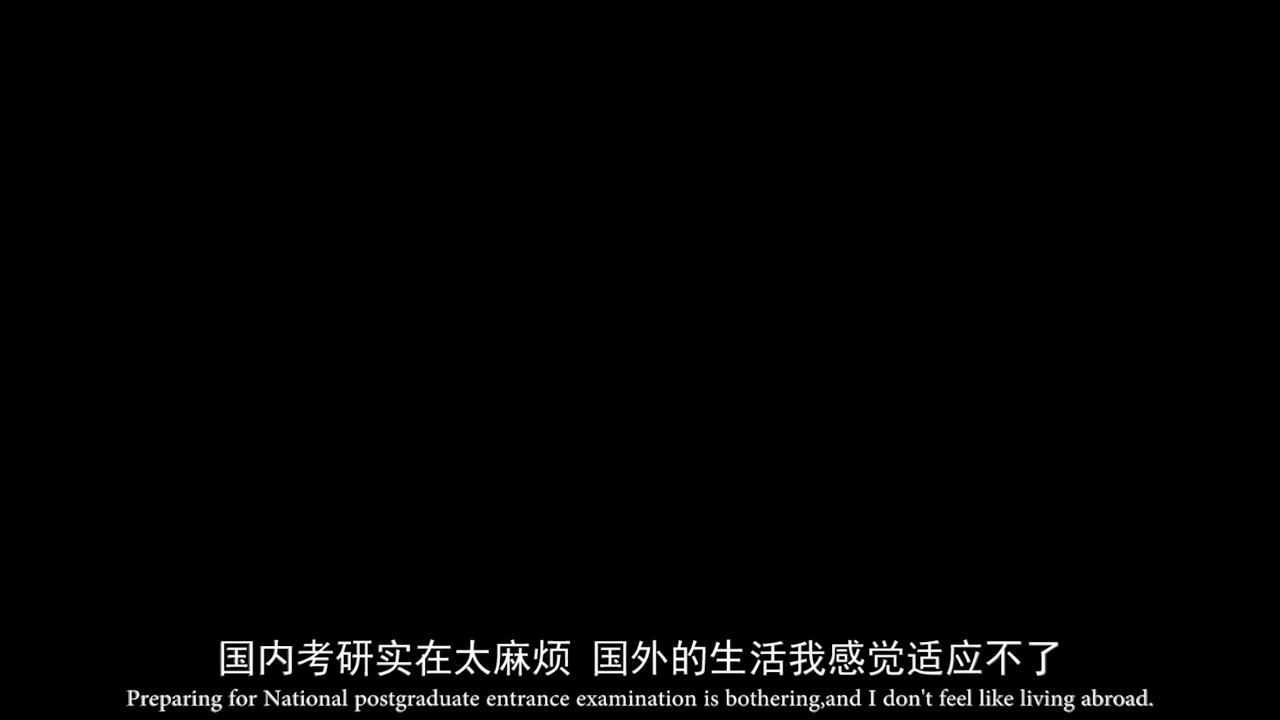 国内考研实在太麻烦 国外的生活我感觉适应不了
Preparing for National postgraduate entrance examination is bothering,and I don't feel like living abroad.